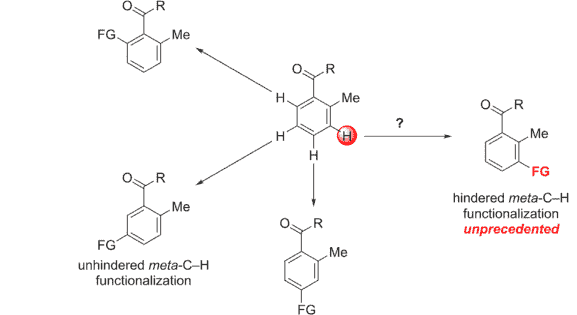 O R
FG Me
O R
H Me
H H
H
?
O R
Me
FG
hindered meta-C–H
functionalization
unprecedented
O R
Me
FG
unhindered meta-C–H
functionalization
O R
Me
FG